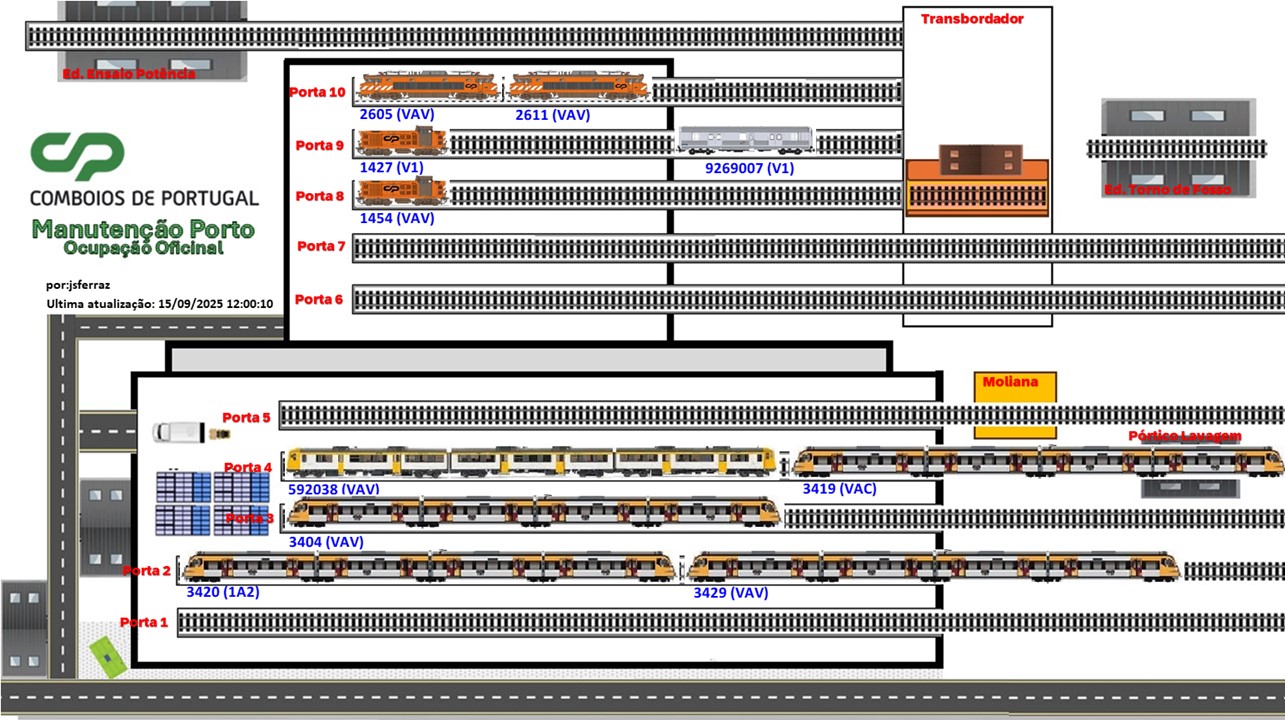 Transbordador
Ed. Ensaio Potência
Porta 10
2605 (VAV)
2611 (VAV)
Porta 9
1427 (V1)
9269007 (V1)
Ed. Torno de Fosso
Porta 8
1454 (VAV)
CP
COMBOIOS DE PORTUGAL
Manutenção Porto
Ocupação Oficinal
Porta 7
por:jsferraz
Ultima atualização: 15/09/2025 12:00:10
Porta 6
Moliana
Porta 5
Pórtico Lavagem
Porta 4
592038 (VAV)
3419 (VAC)
Porta 3
3404 (VAV)
Porta 2
3420 (1A2)
3429 (VAV)
Porta 1